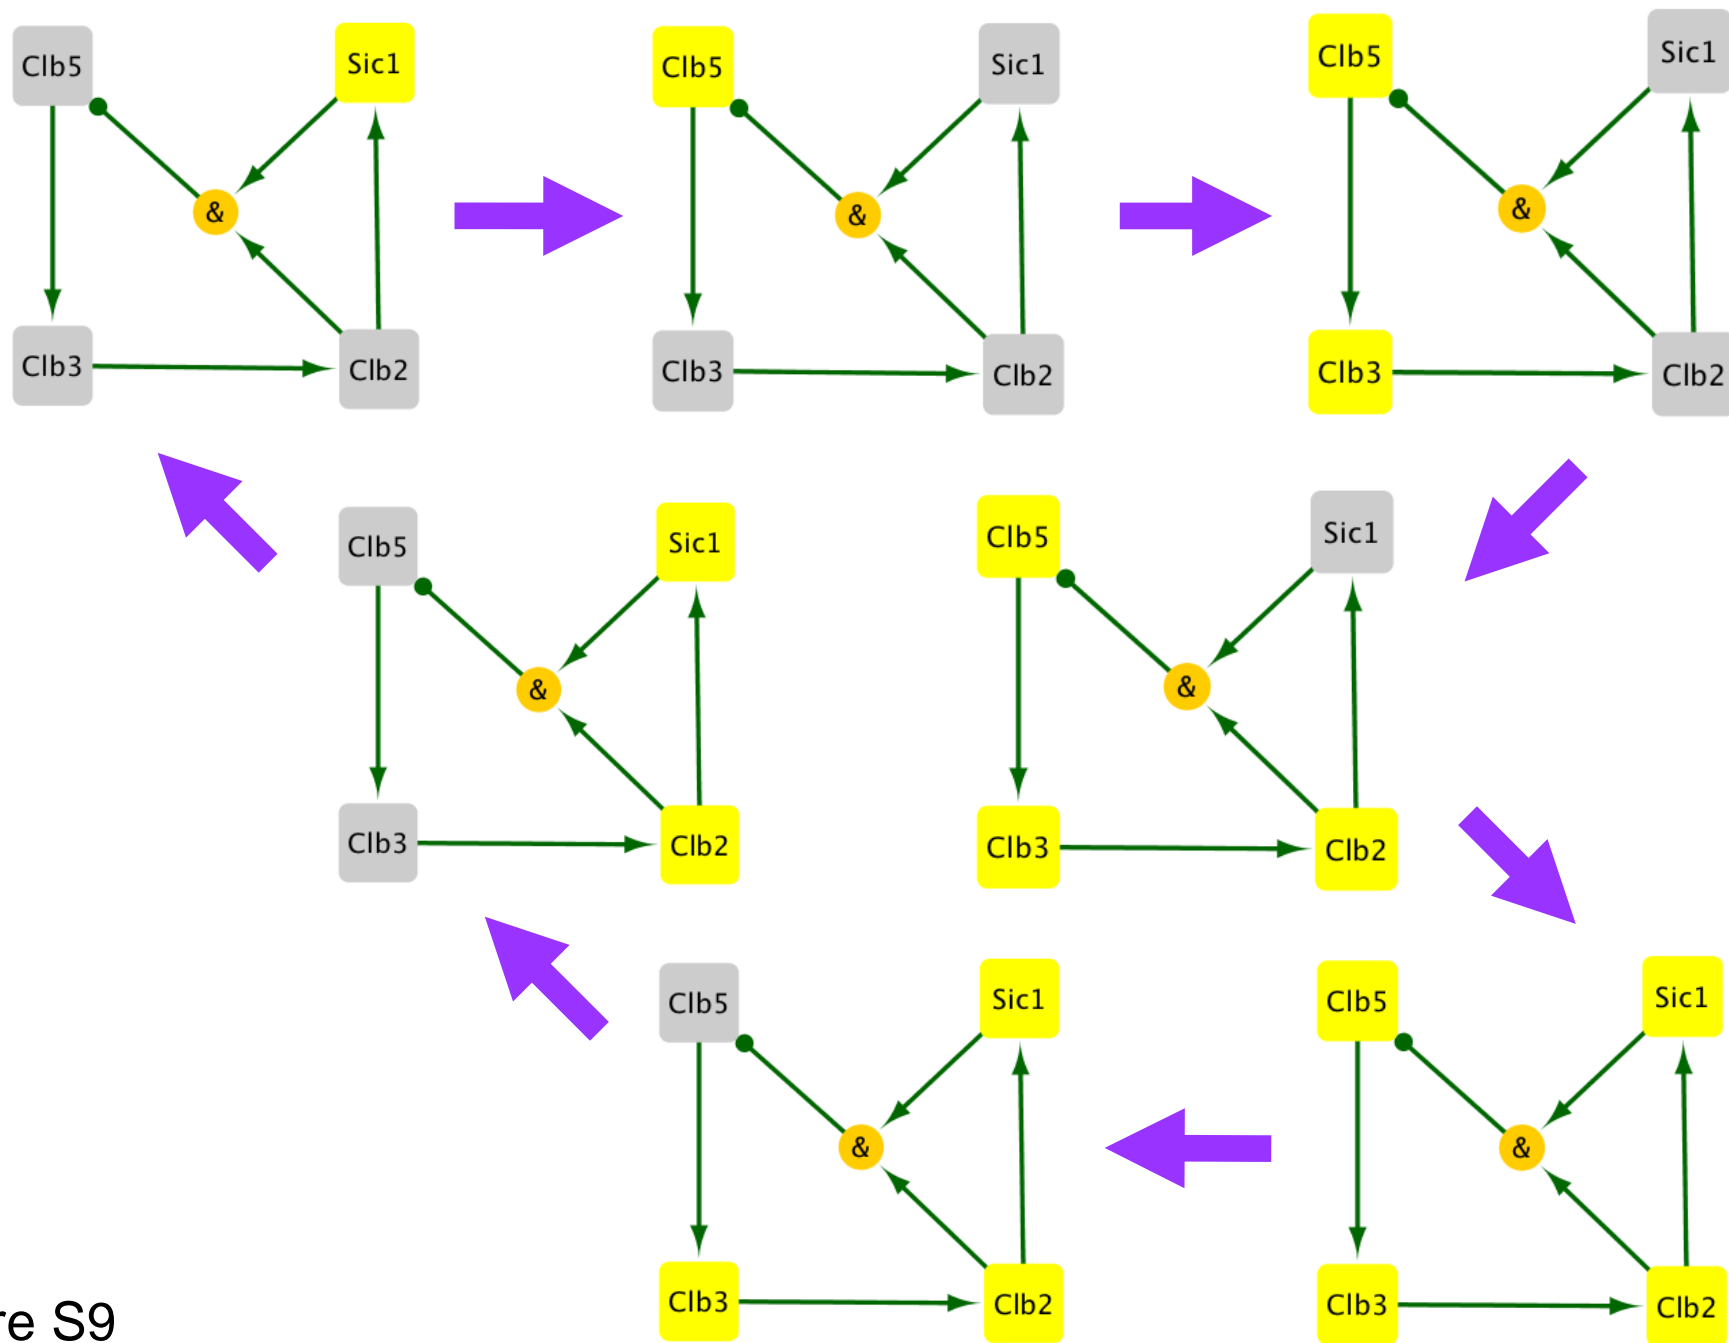 Clb5 Sic1 Clb5 Sic1 Clb5 Sic1
& & &
Clb3 Clb2 Clb3 Clb2 Clb3 Clb2
Clb5 Sic1 Clb5 Sic1
& &
Clb3 Clb2 Clb3 Clb2
Clb5 Sic1 Clb5 Sic1
& &
Clb3 Clb2 Clb3 Clb2
re S9